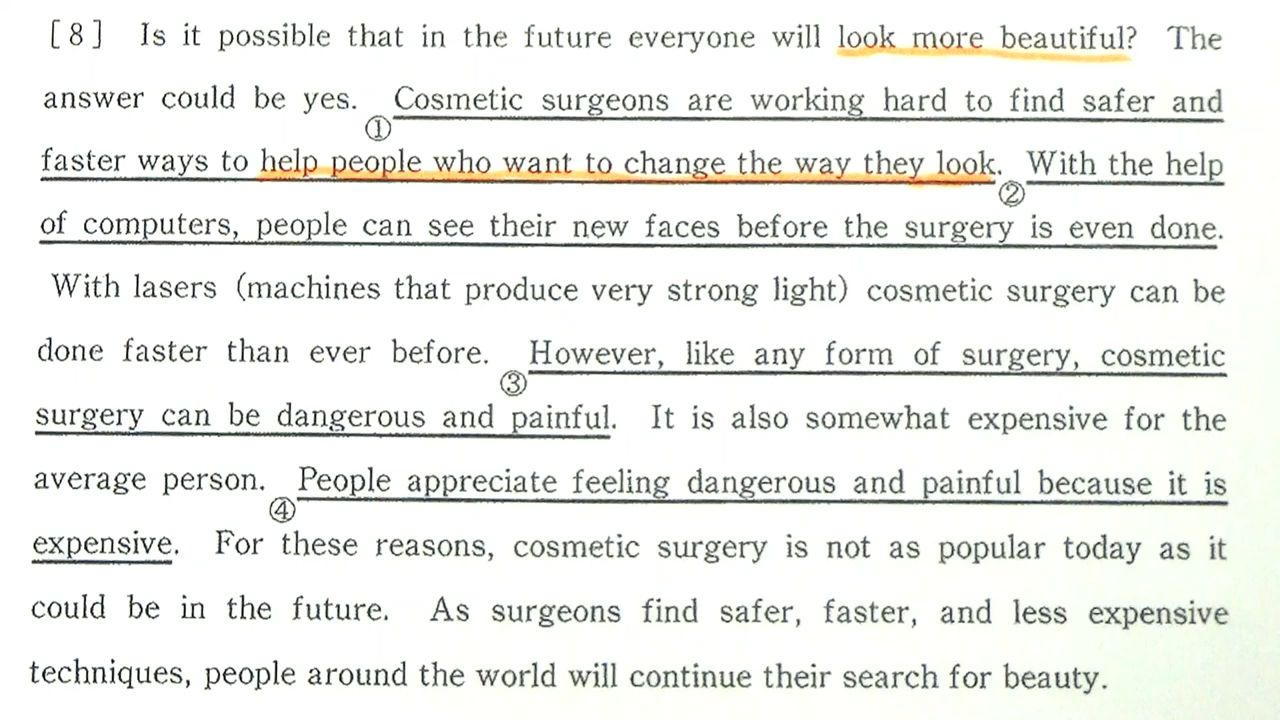 [8] Is it possible that in the future everyone will look more beautiful? The
answer could be yes. ① Cosmetic surgeons are working hard to find safer and
faster ways to help people who want to change the way they look. ② With the help
of computers, people can see their new faces before the surgery is even done.
With lasers (machines that produce very strong light) cosmetic surgery can be
done faster than ever before. ③ However, like any form of surgery, cosmetic
surgery can be dangerous and painful. It is also somewhat expensive for the
average person. ④ People appreciate feeling dangerous and painful because it is
expensive. For these reasons, cosmetic surgery is not as popular today as it
could be in the future. As surgeons find safer, faster, and less expensive
techniques, people around the world will continue their search for beauty.